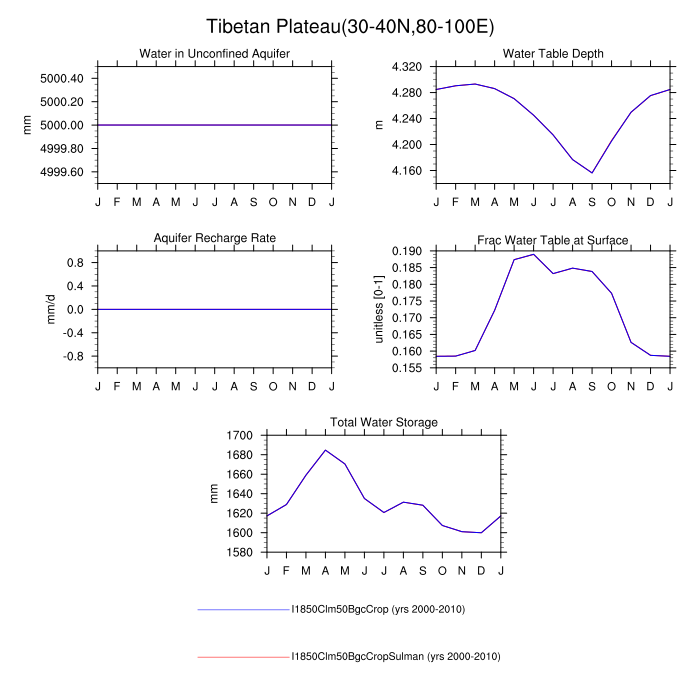 Tibetan Plateau(30-40N,80-100E)
Water in Unconfined Aquifer
5000.40
5000.20
5000.00
4999.80
4999.60
mm
J F M A M J J A S O N D J
Water Table Depth
4.320
4.280
4.240
4.200
4.160
m
J F M A M J J A S O N D J
Aquifer Recharge Rate
0.8
0.4
0.0
-0.4
-0.8
mm/d
J F M A M J J A S O N D J
Frac Water Table at Surface
0.190
0.185
0.180
0.175
0.170
0.165
0.160
0.155
unitless [0-1]
J F M A M J J A S O N D J
Total Water Storage
1700
1680
1660
1640
1620
1600
1580
mm
J F M A M J J A S O N D J
I1850Clm50BgcCrop (yrs 2000-2010)
I1850Clm50BgcCropSulman (yrs 2000-2010)